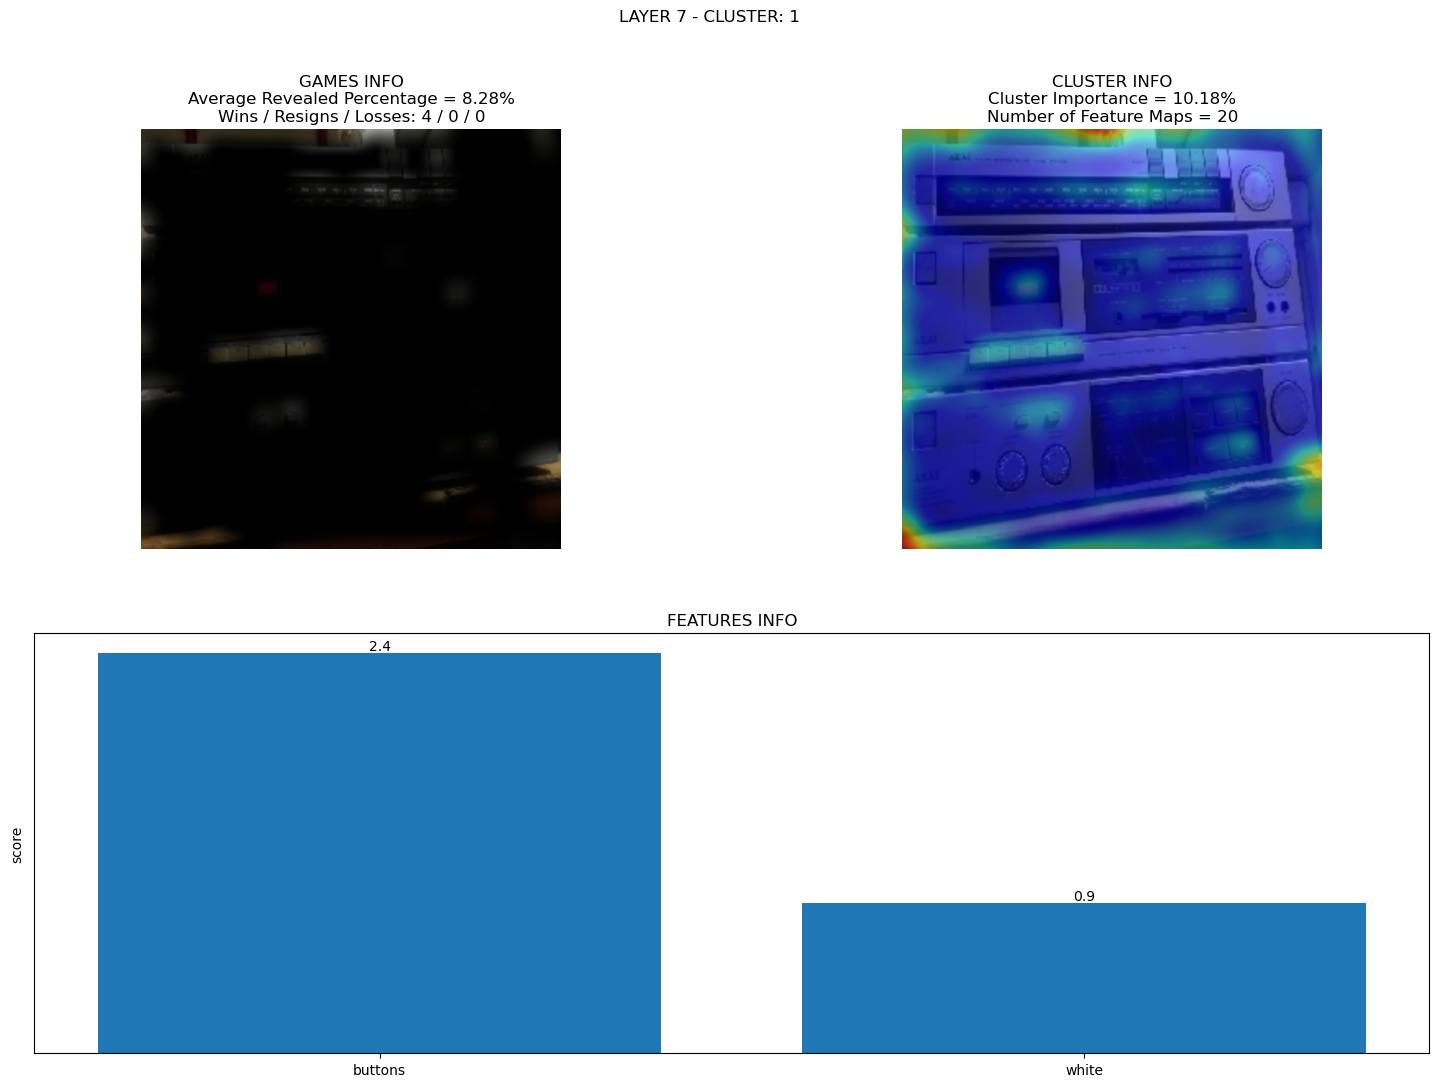 LAYER 7 - CLUSTER: 1
GAMES INFO
Average Revealed Percentage = 8.28%
Wins / Resigns / Losses: 4 / 0 / 0
CLUSTER INFO
Cluster Importance = 10.18%
Number of Feature Maps = 20
AKAI
FEATURES INFO
2.4
0.9
score
buttons
white